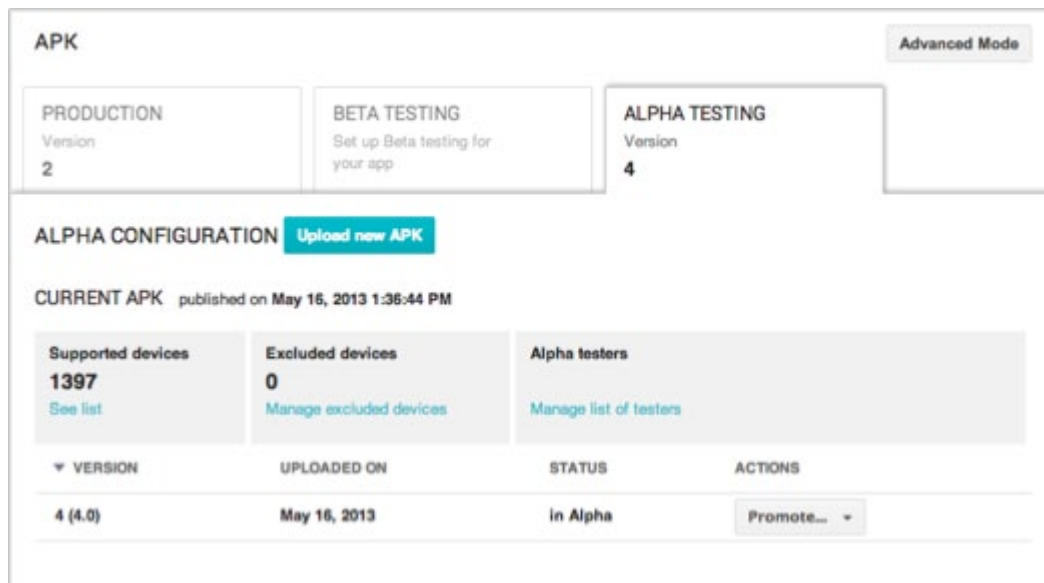 APK
Advanced Mode
PRODUCTION
Version
2
BETA TESTING
Set up Beta testing for
your app
ALPHA TESTING
Version
4
ALPHA CONFIGURATION
Upload new APK
CURRENT APK published on May 16, 2013 1:36:44 PM
Supported devices
1397
See list
Excluded devices
0
Manage excluded devices
Alpha testers
Manage list of testers
VERSION UPLOADED ON STATUS ACTIONS
4 (4.0) May 16, 2013 in Alpha Promote...